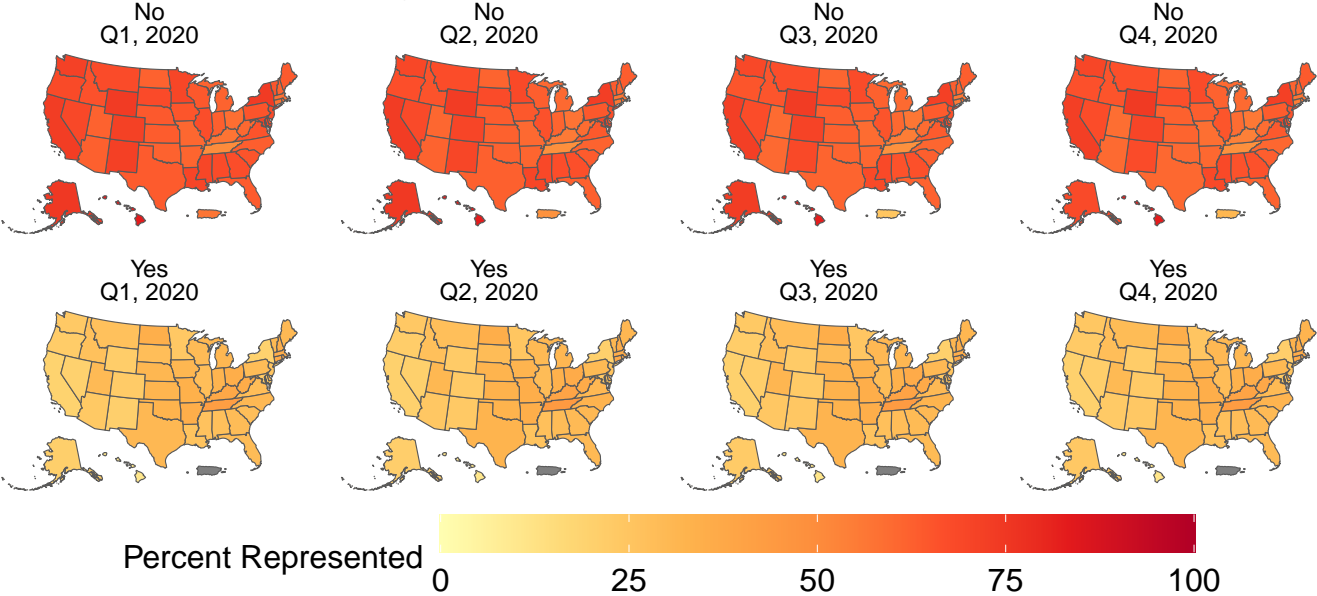 No
Q1, 2020
No
Q2, 2020
No
Q3, 2020
No
Q4, 2020
Yes
Q1, 2020
Yes
Q2, 2020
Yes
Q3, 2020
Yes
Q4, 2020
Percent Represented
0 25 50 75 100